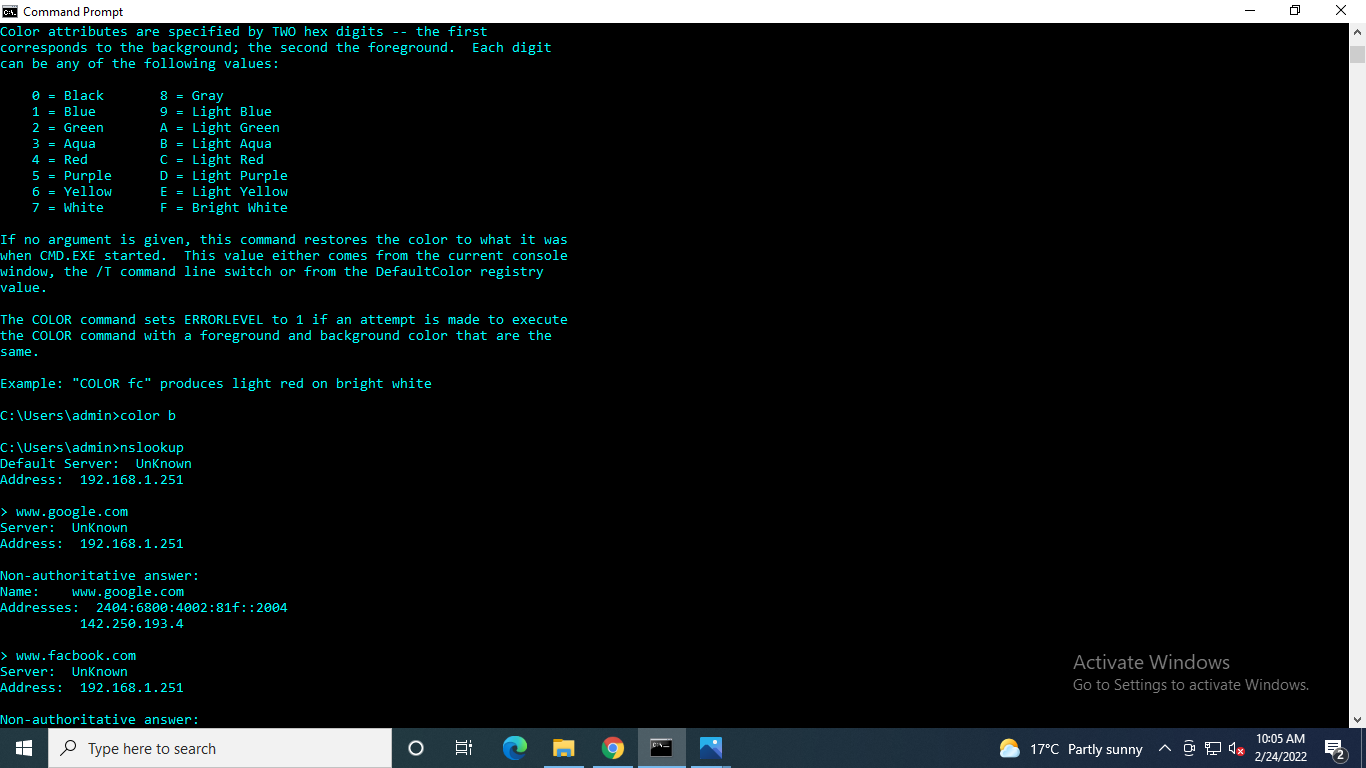 Command Prompt
Color attributes are specified by TWO hex digits -- the first
corresponds to the background; the second the foreground.  Each digit
can be any of the following values:
0 = Black       8 = Gray
1 = Blue        9 = Light Blue
2 = Green       A = Light Green
3 = Aqua        B = Light Aqua
4 = Red         C = Light Red
5 = Purple      D = Light Purple
6 = Yellow      E = Light Yellow
7 = White       F = Bright White
If no argument is given, this command restores the color to what it was
when CMD.EXE started.  This value either comes from the current console
window, the /T command line switch or from the DefaultColor registry
value.
The COLOR command sets ERRORLEVEL to 1 if an attempt is made to execute
the COLOR command with a foreground and background color that are the
same.
Example: "COLOR fc" produces light red on bright white
C:\Users\admin>color b
C:\Users\admin>nslookup
Default Server:  UnKnown
Address:  192.168.1.251
> www.google.com
Server:  UnKnown
Address:  192.168.1.251
Non-authoritative answer:
Name:    www.google.com
Addresses:  2404:6800:4002:81f::2004
142.250.193.4
> www.facbook.com
Server:  UnKnown
Address:  192.168.1.251
Non-authoritative answer:
Activate Windows
Go to Settings to activate Windows.
Type here to search
17°C Partly sunny
10:05 AM
2/24/2022
2